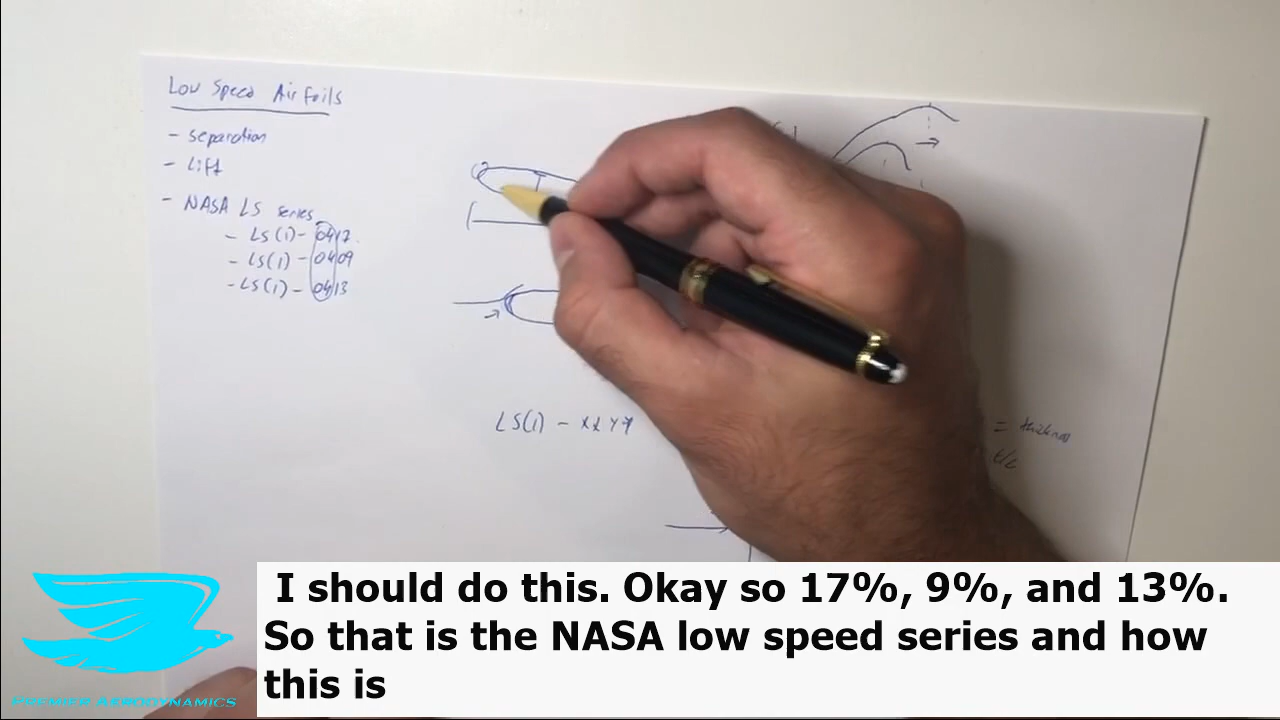 Low Speed Airfoils
- Separation
- Lift
- NASA LS series
- LS(1)- 0417
- LS(1) - 0409
- LS(1) - 0413
LS(1) - XXYY
= thickness
t/c
I should do this. Okay so 17%, 9%, and 13%.
So that is the NASA low speed series and how
this is
PREMIER AERODYNAMICS